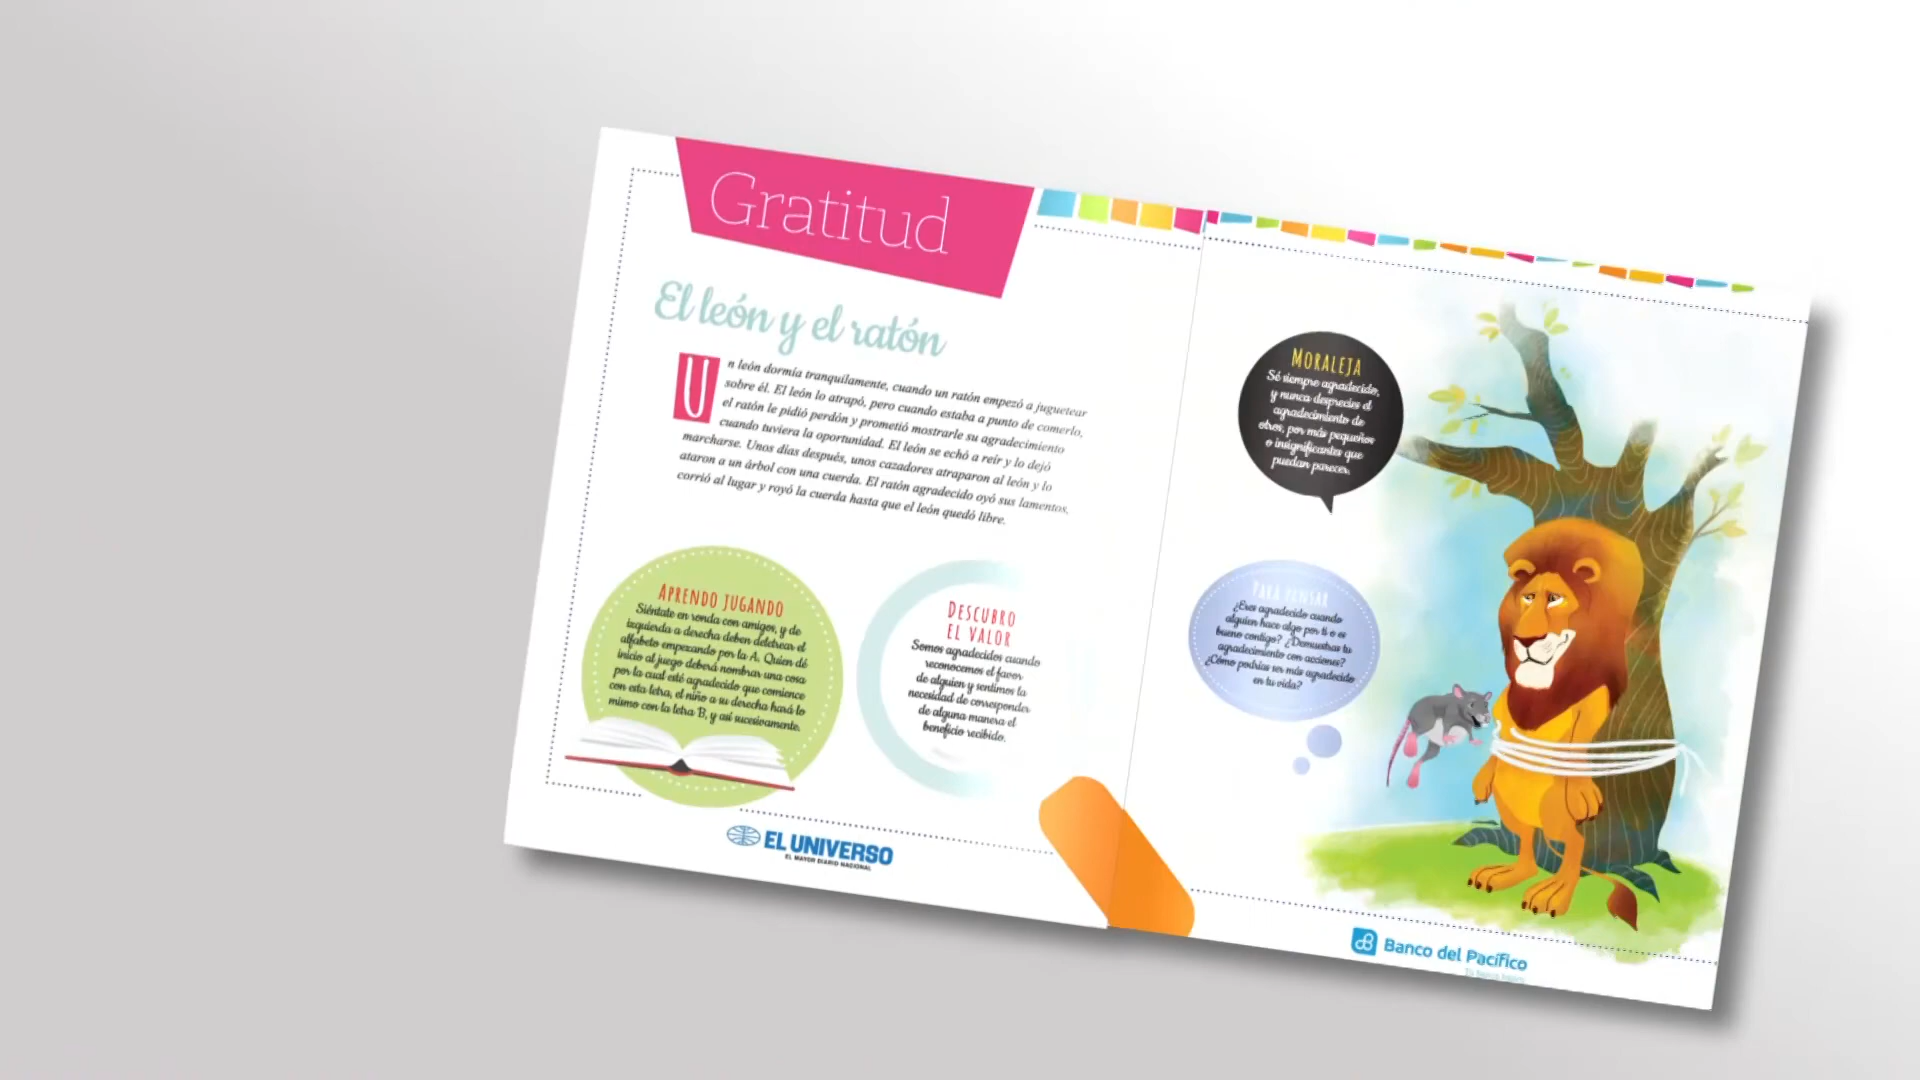 Gratitud
El león y el ratón
Un león dormía tranquilamente, cuando un ratón empezó a juguetear
sobre él. El león lo atrapó, pero cuando estaba a punto de comerlo,
el ratón le pidió perdón y prometió mostrarle su agradecimiento
cuando tuviera la oportunidad. El león se echó a reír y lo dejó
marcharse. Unos días después, unos cazadores atraparon al león y lo
ataron a un árbol con una cuerda. El ratón agradecido oyó sus lamentos,
corrió al lugar y royó la cuerda hasta que el león quedó libre.
APRENDO JUGANDO
Siéntate en ronda con amigos, y de
izquierda a derecha deben deletrear el
alfabeto empezando por la A. Quien dé
inicio al juego deberá nombrar una cosa
por la cual esté agradecido que comience
con esta letra, el niño a su derecha hará lo
mismo con la letra B, y así sucesivamente.
DESCUBRO
EL VALOR
Somos agradecidos cuando
reconocemos el favor
de alguien y sentimos la
necesidad de corresponder
de alguna manera el
beneficio recibido.
EL UNIVERSO
EL MAYOR DIARIO NACIONAL
MORALEJA
Sé siempre agradecido,
y nunca desprecies el
agradecimiento de
otros, por más pequeños
o insignificantes que
puedan parecer.
PARA PENSAR
¿Eres agradecido cuando
alguien hace algo por ti o es
bueno contigo? ¿Demuestras tu
agradecimiento con acciones?
¿Cómo podrías ser más agradecido
en tu vida?
Banco del Pacífico